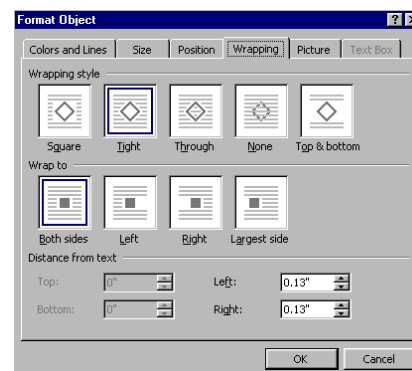 Format Object
Colors and Lines Size Position Wrapping Picture Text Box
Wrapping style
Square Tight Through None Top & bottom
Wrap to
Both sides Left Right Largest side
Distance from text
Top: 0" Left: 0.13"
Bottom: 0" Right: 0.13"
OK Cancel